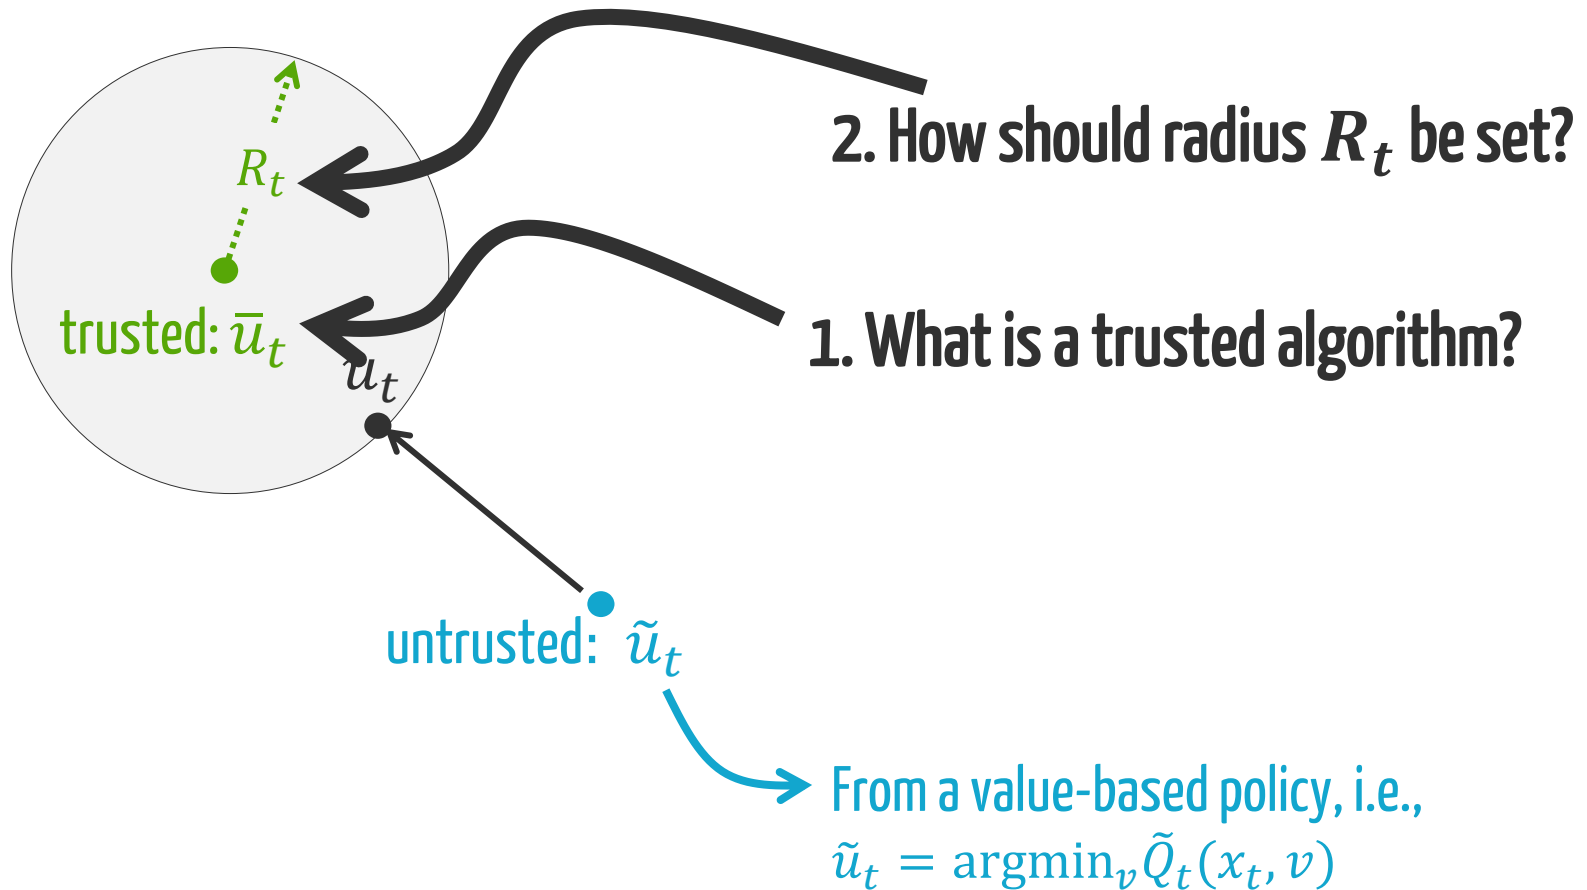 2. How should radius 𝑹ₜ be set?
𝑅ₜ
1. What is a trusted algorithm?
trusted: ūₜ
uₜ
untrusted: ũₜ
From a value-based policy, i.e.,
ũₜ = argminᵥQ̃ₜ(xₜ, v)